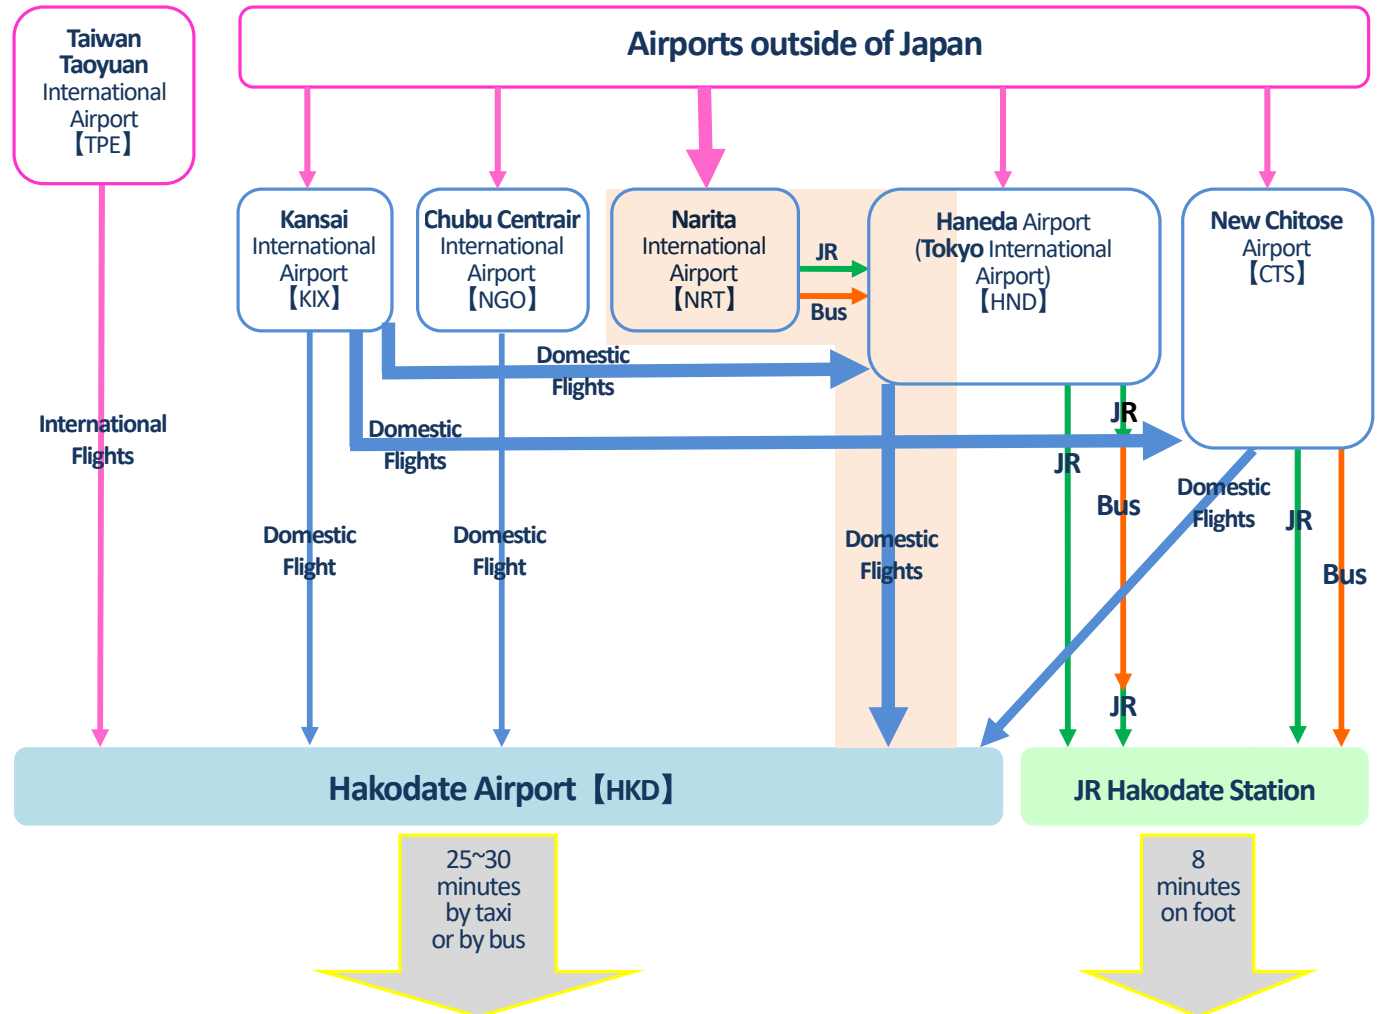 Taiwan
Taoyuan
International
Airport
【TPE】
Airports outside of Japan
Kansai
International
Airport
【KIX】
Chubu Centrair
International
Airport
【NGO】
Narita
International
Airport
【NRT】
JR
Bus
Haneda Airport
(Tokyo International
Airport)
【HND】
New Chitose
Airport
【CTS】
Domestic
Flights
International
Flights
Domestic
Flights
JR
JR
Bus
Domestic
Flights
JR
Bus
Domestic
Flight
Domestic
Flight
Domestic
Flights
JR
Hakodate Airport【HKD】
JR Hakodate Station
25~30
minutes
by taxi
or by bus
8
minutes
on foot